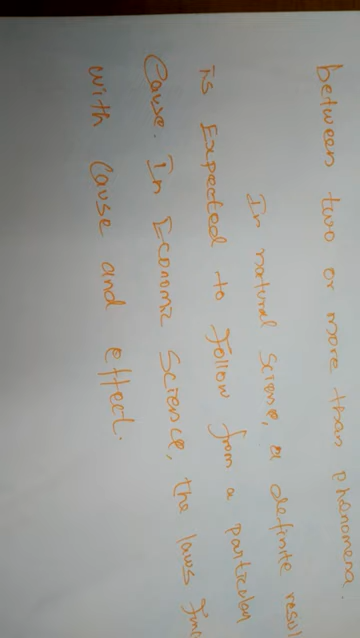 between two or more than phenomena.
In natural science, a definite resul
is Expected to follow from a particular
Cause. In Economic Science, the laws Func
with Cause and effect.